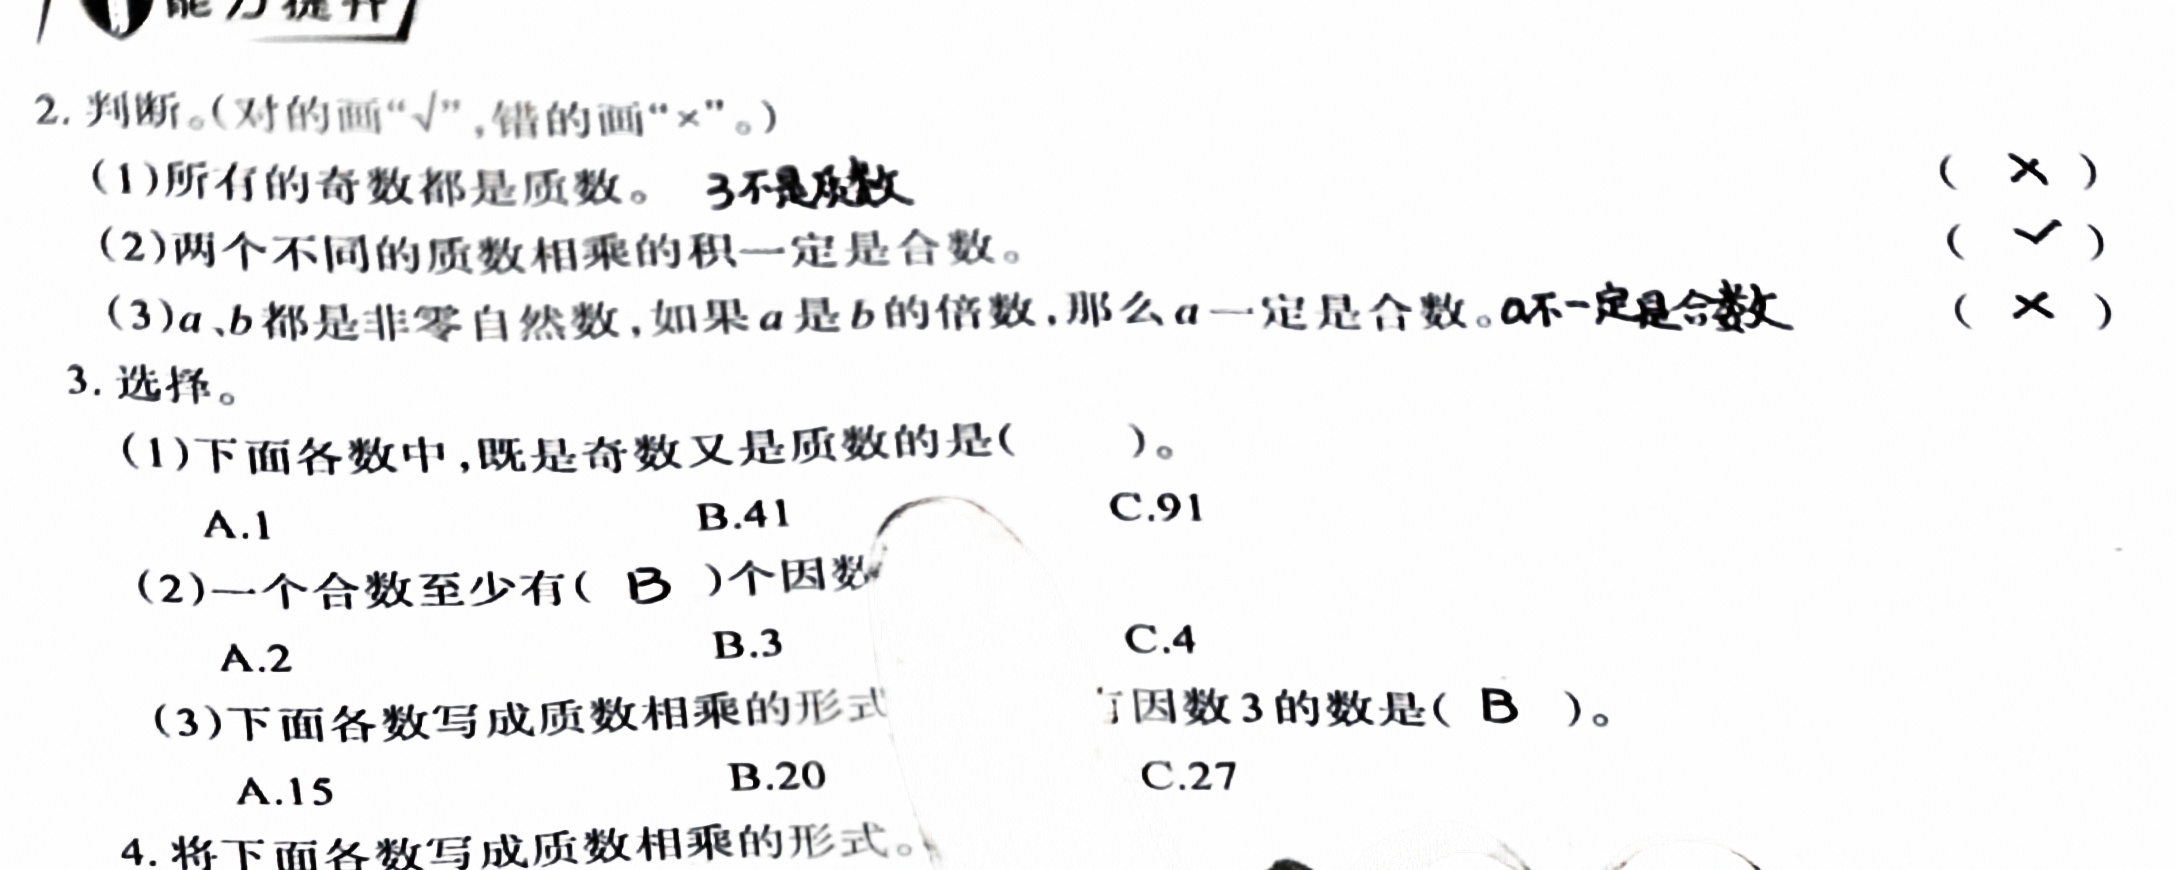 能力提升
2. 判断。(对的画“√”,错的画“×”。)
(1)所有的奇数都是质数。 3不是质数 ( × )
(2)两个不同的质数相乘的积一定是合数。 ( ✓ )
(3)a、b都是非零自然数,如果a是b的倍数,那么a一定是合数。a不一定是合数 ( × )
3. 选择。
(1)下面各数中,既是奇数又是质数的是( )。
A.1 B.41 C.91
(2)一个合数至少有( B )个因数
A.2 B.3 C.4
(3)下面各数写成质数相乘的形式 因数3的数是( B )。
A.15 B.20 C.27
4. 将下面各数写成质数相乘的形式。